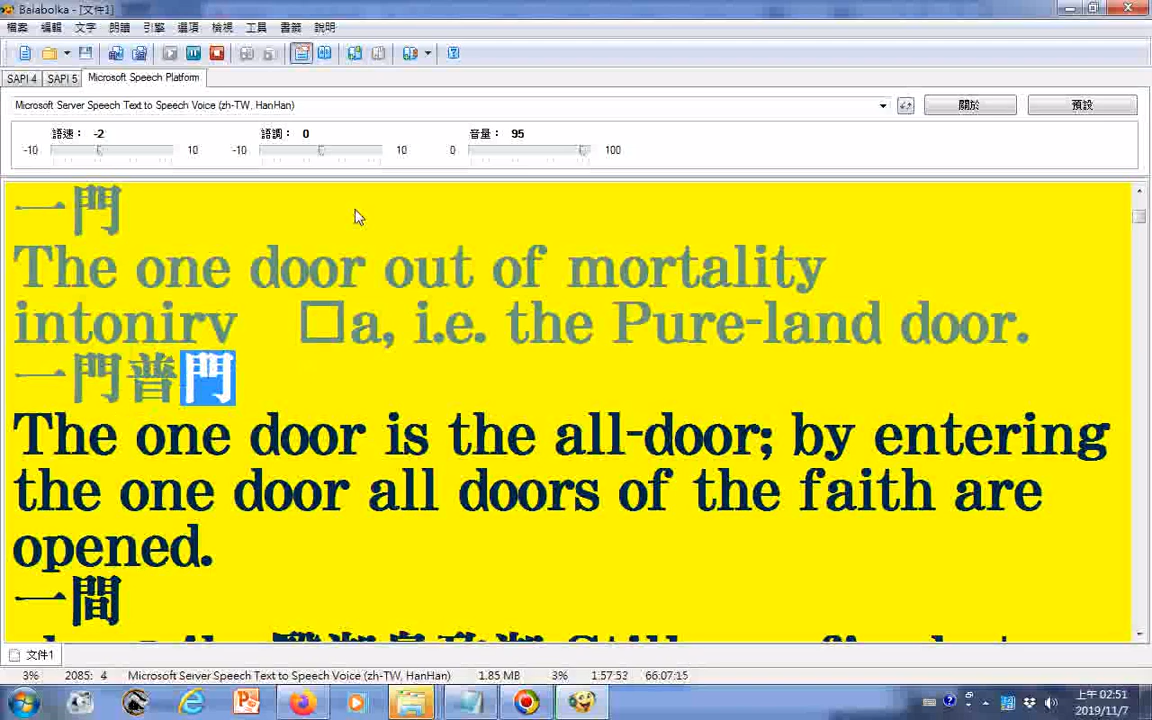 Balabolka - [文件1]
檔案 編輯 文字 朗讀 引擎 選項 檢視 工具 書籤 說明
SAPI 4 SAPI 5 Microsoft Speech Platform
Microsoft Server Speech Text to Speech Voice (zh-TW, HanHan) 關於 預設
語速： -2 語調： 0 音量： 95
-10 10 -10 10 0 100
一門
The one door out of mortality
intonirv □a, i.e. the Pure-land door.
一門普門
The one door is the all-door; by entering
the one door all doors of the faith are
opened.
一間
文件1
3% 2085: 4 Microsoft Server Speech Text to Speech Voice (zh-TW, HanHan) 1.85 MB 3% 1:57:53 66:07:15
上午 02:51
2019/11/7